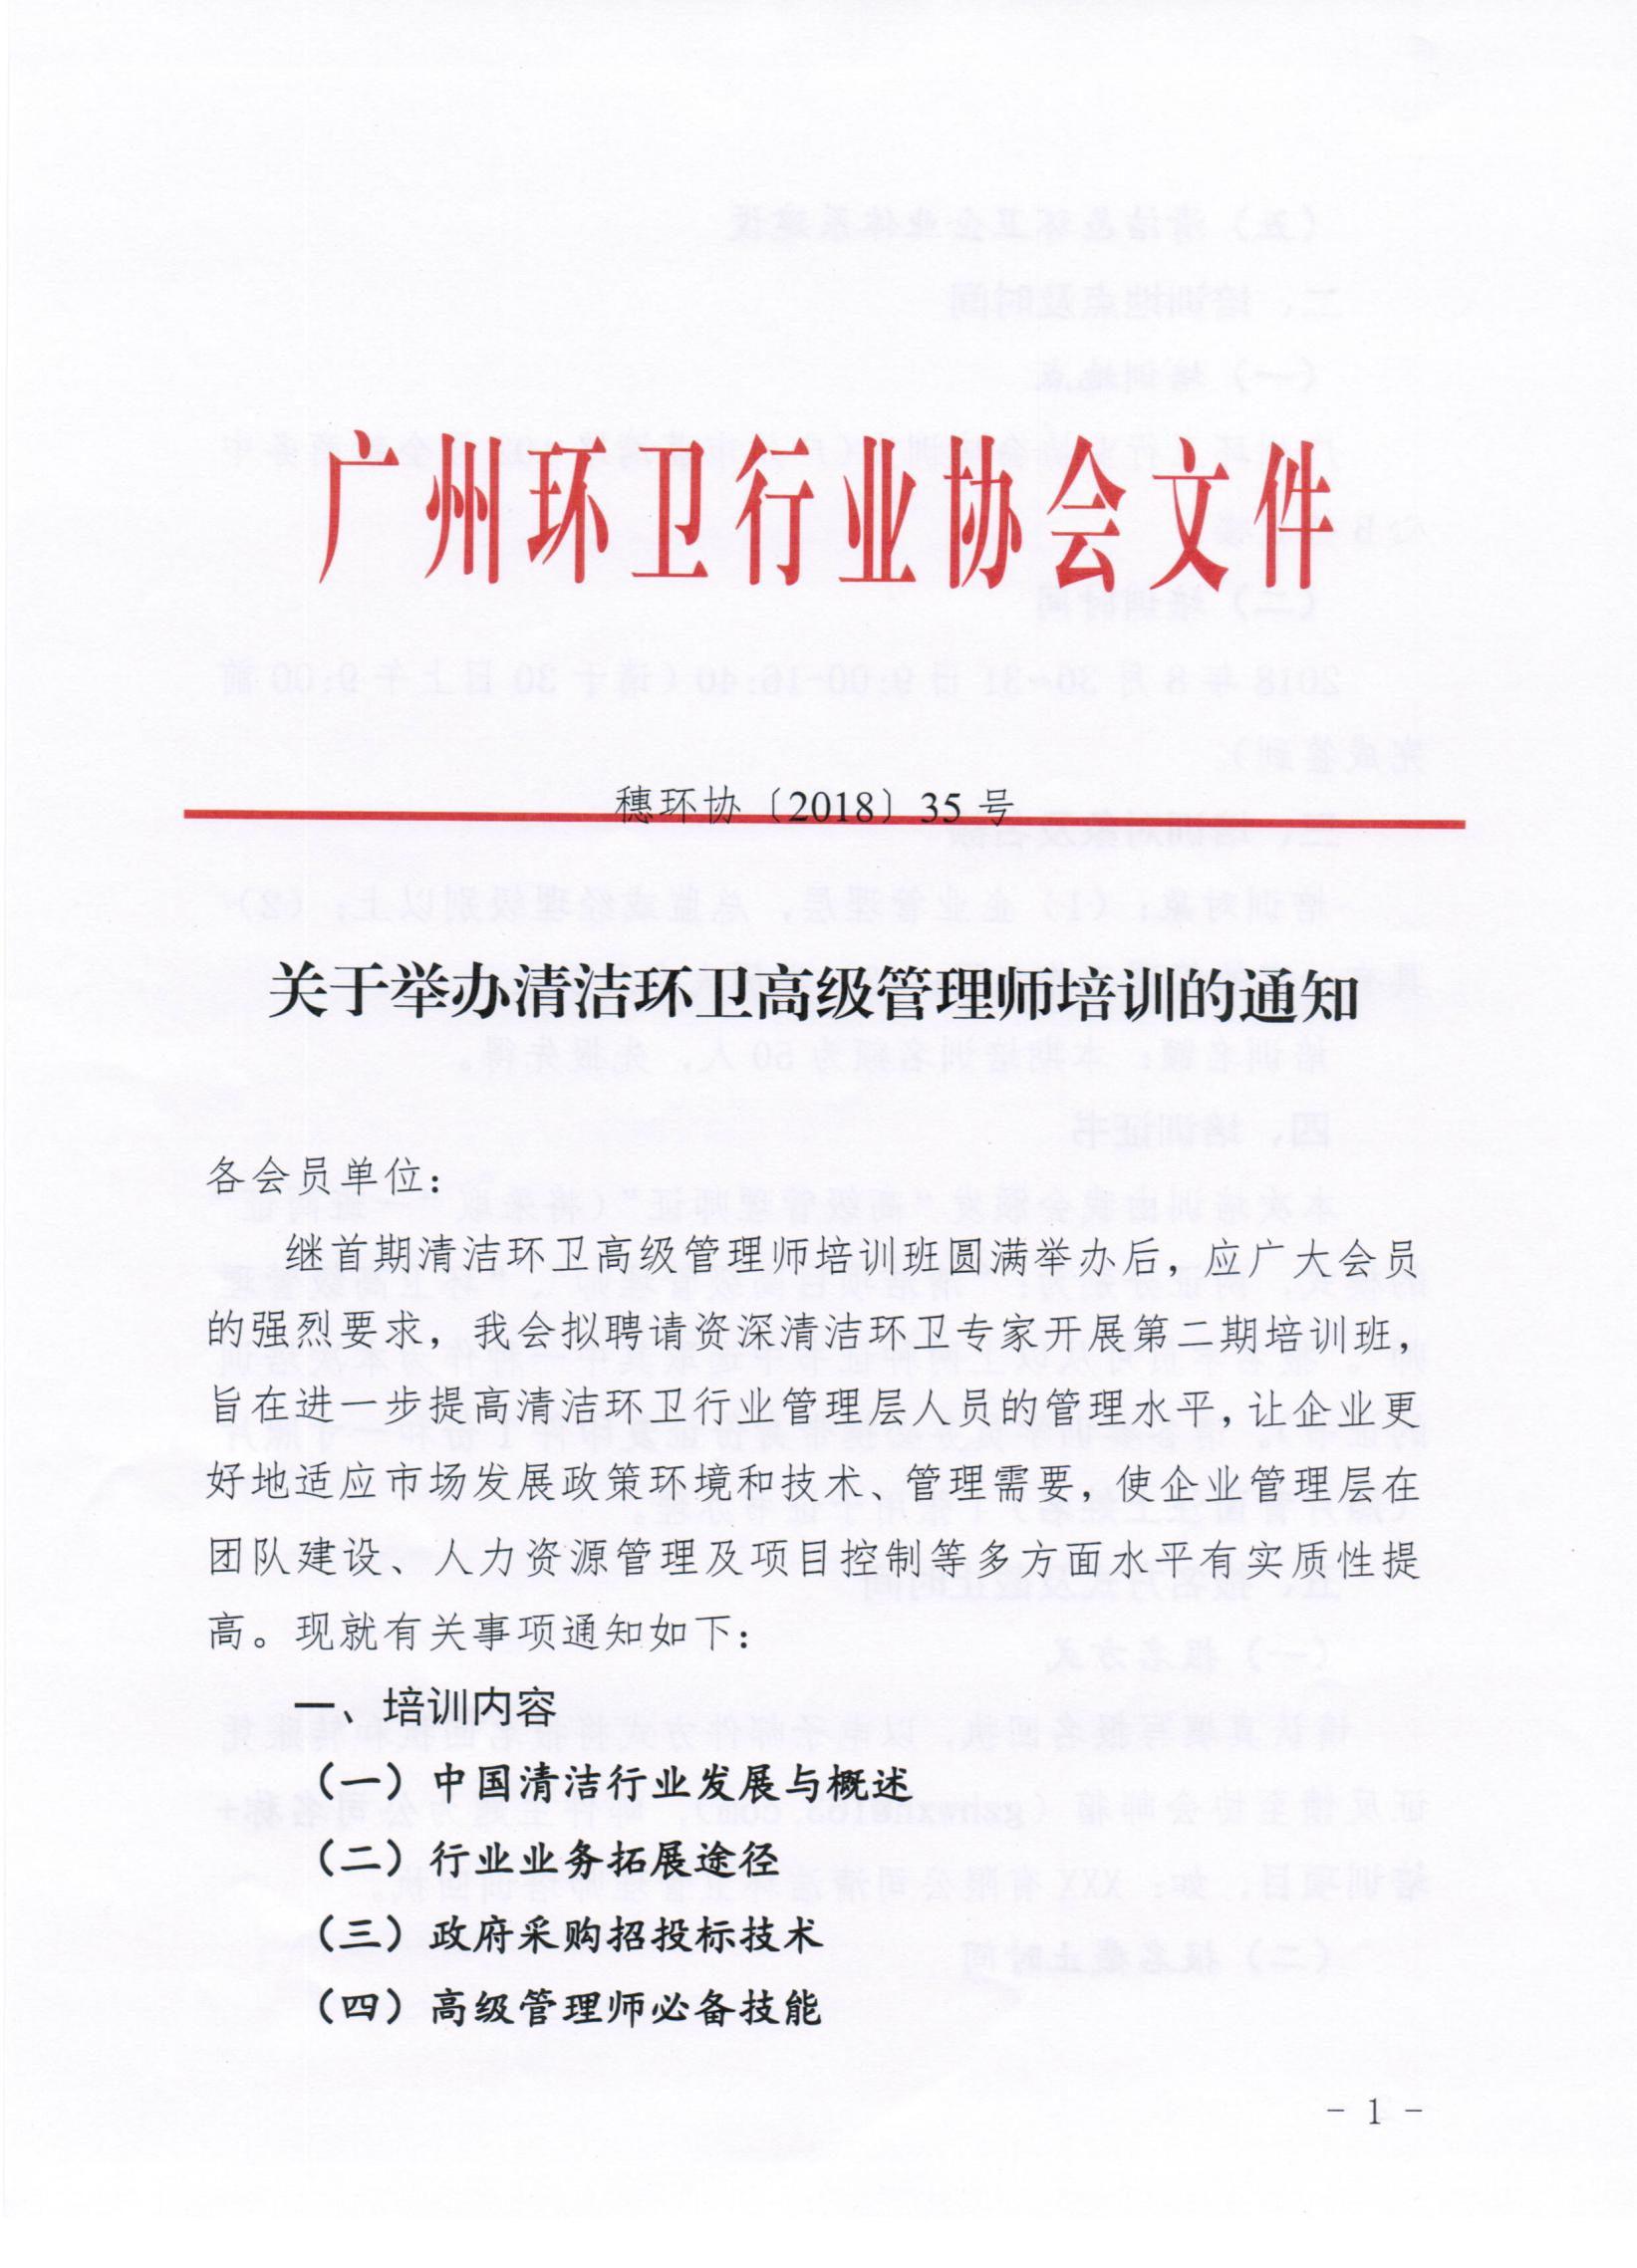 广州环卫行业协会文件
穗环协〔2018〕35 号
关于举办清洁环卫高级管理师培训的通知
各会员单位:
继首期清洁环卫高级管理师培训班圆满举办后，应广大会员
的强烈要求，我会拟聘请资深清洁环卫专家开展第二期培训班，
旨在进一步提高清洁环卫行业管理层人员的管理水平，让企业更
好地适应市场发展政策环境和技术、管理需要，使企业管理层在
团队建设、人力资源管理及项目控制等多方面水平有实质性提
高。现就有关事项通知如下:
一、培训内容
（一）中国清洁行业发展与概述
（二）行业业务拓展途径
（三）政府采购招投标技术
（四）高级管理师必备技能
- 1 -